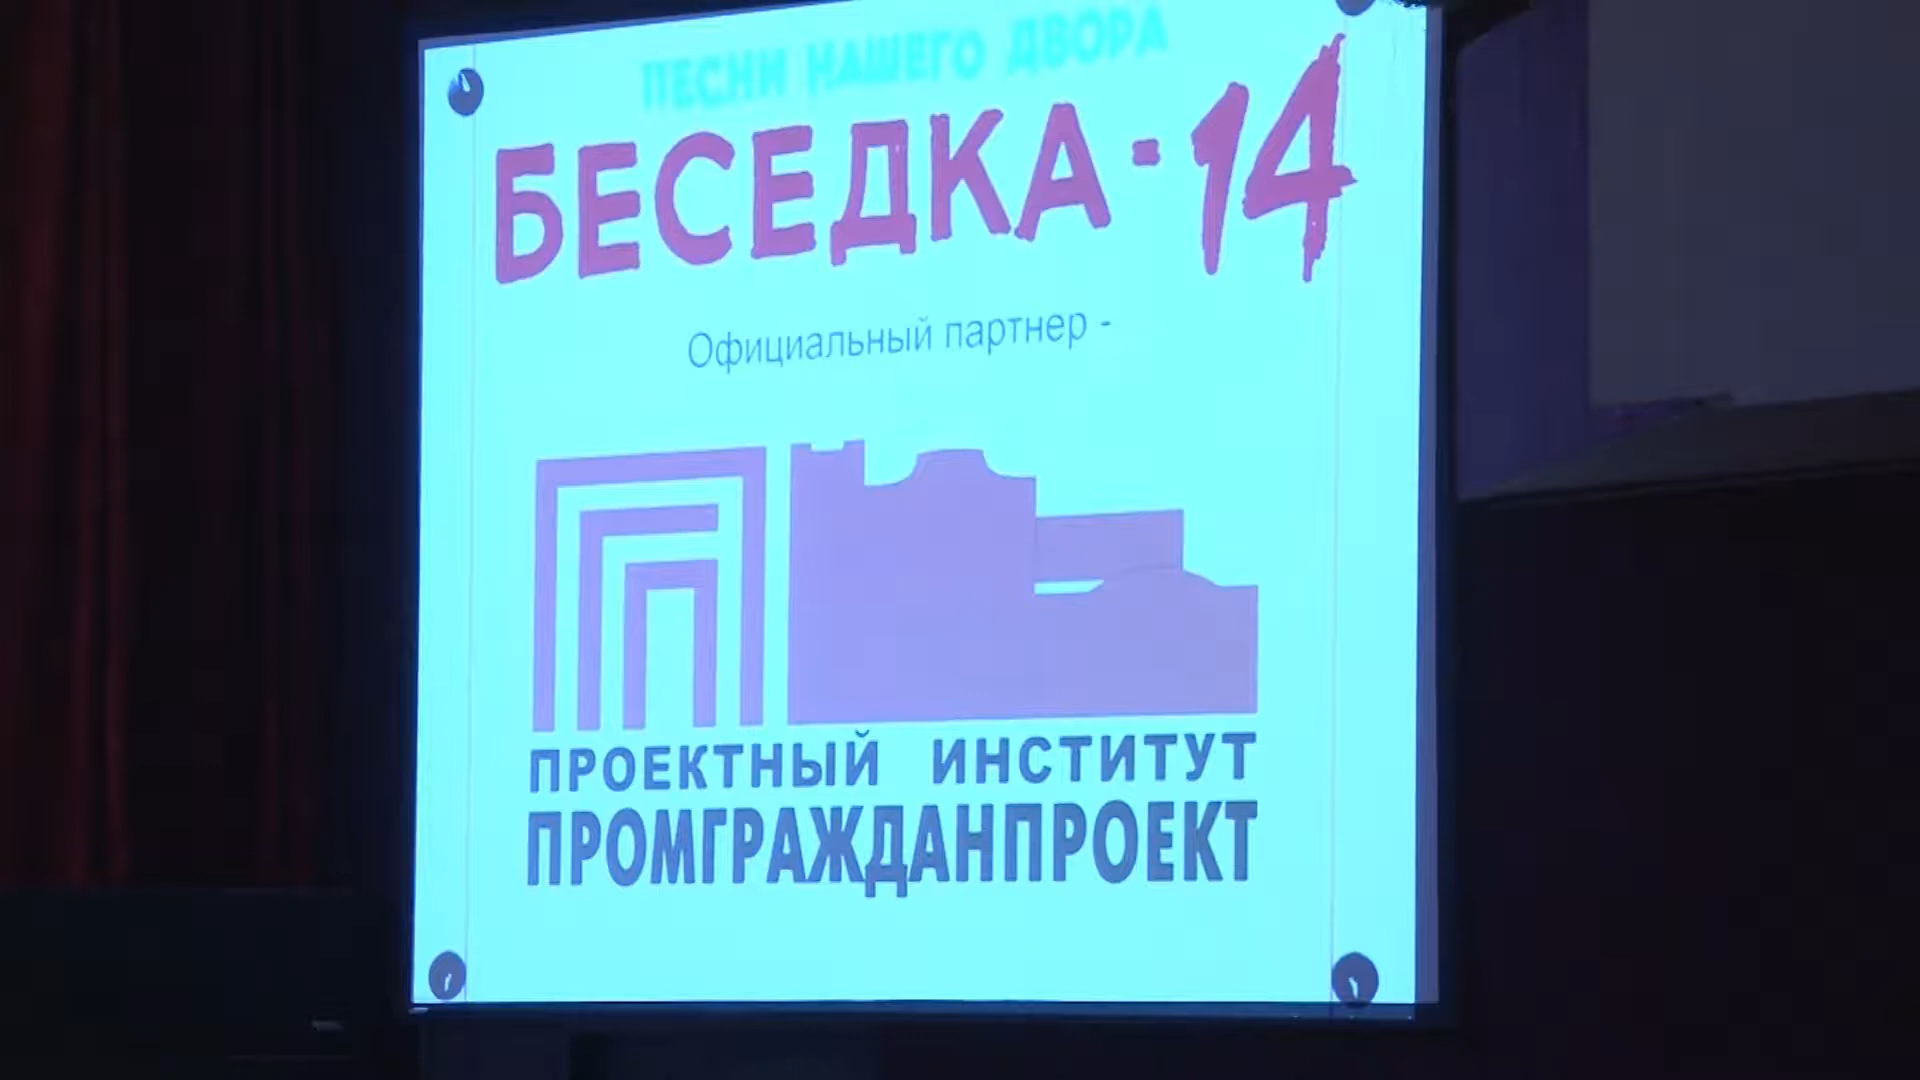 ПЕСНИ НАШЕГО ДВОРА
БЕСЕДКА-14
Официальный партнер -
ПРОЕКТНЫЙ ИНСТИТУТ
ПРОМГРАЖДАНПРОЕКТ